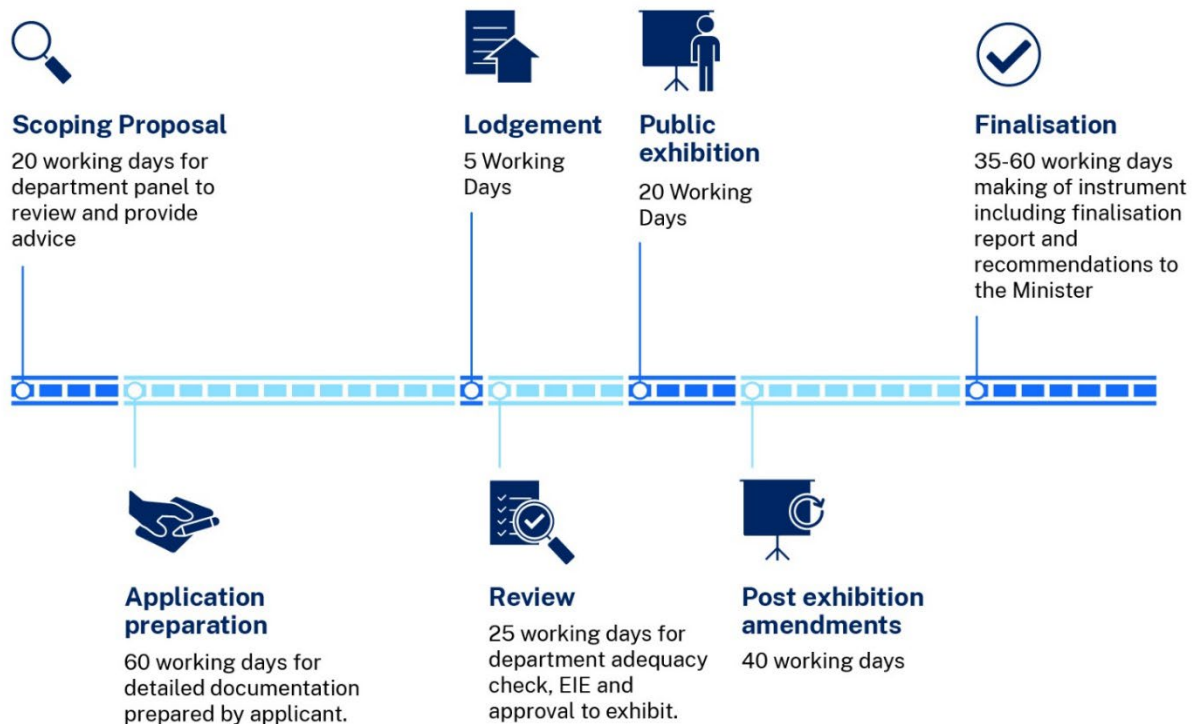 Scoping Proposal
20 working days for
department panel to
review and provide
advice
Lodgement
5 Working
Days
Public
exhibition
20 Working
Days
Finalisation
35-60 working days
making of instrument
including finalisation
report and
recommendations to
the Minister
Application
preparation
60 working days for
detailed documentation
prepared by applicant.
Review
25 working days for
department adequacy
check, EIE and
approval to exhibit.
Post exhibition
amendments
40 working days